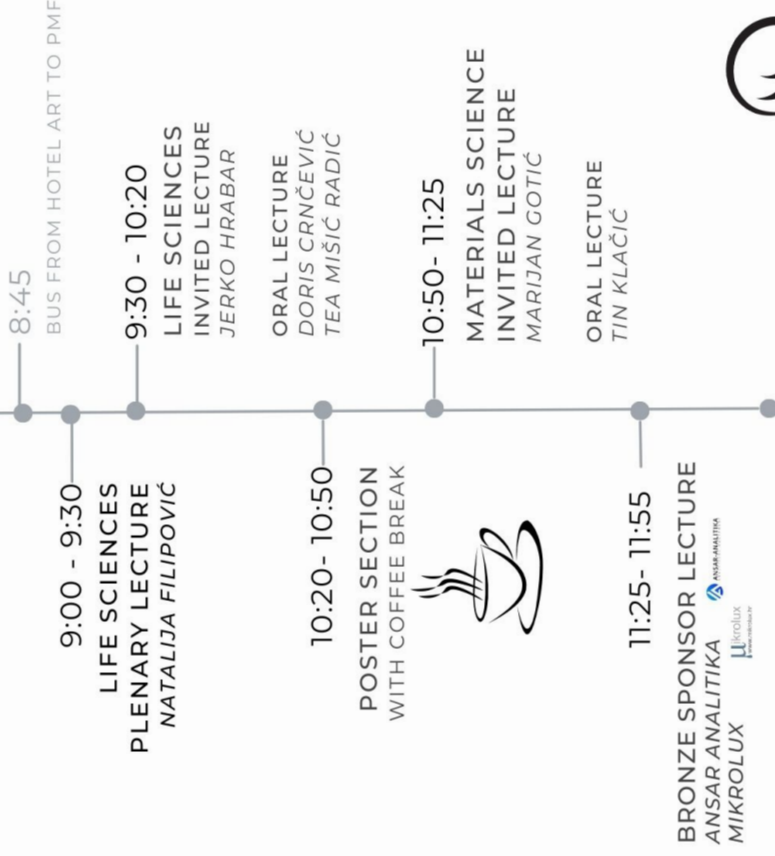 8:45
BUS FROM HOTEL ART TO PMF
9:00 - 9:30
LIFE SCIENCES
PLENARY LECTURE
NATALIJA FILIPOVIĆ
9:30 - 10:20
LIFE SCIENCES
INVITED LECTURE
JERKO HRABAR
ORAL LECTURE
DORIS CRNČEVIĆ
TEA MIŠIĆ RADIĆ
10:20- 10:50
POSTER SECTION
WITH COFFEE BREAK
10:50- 11:25
MATERIALS SCIENCE
INVITED LECTURE
MARIJAN GOTIĆ
ORAL LECTURE
TIN KLAČIĆ
11:25- 11:55
BRONZE SPONSOR LECTURE
ANSAR ANALITIKA
MIKROLUX
ANSAR-ANALITIKA
µikrolux
www.mikrolux.hr